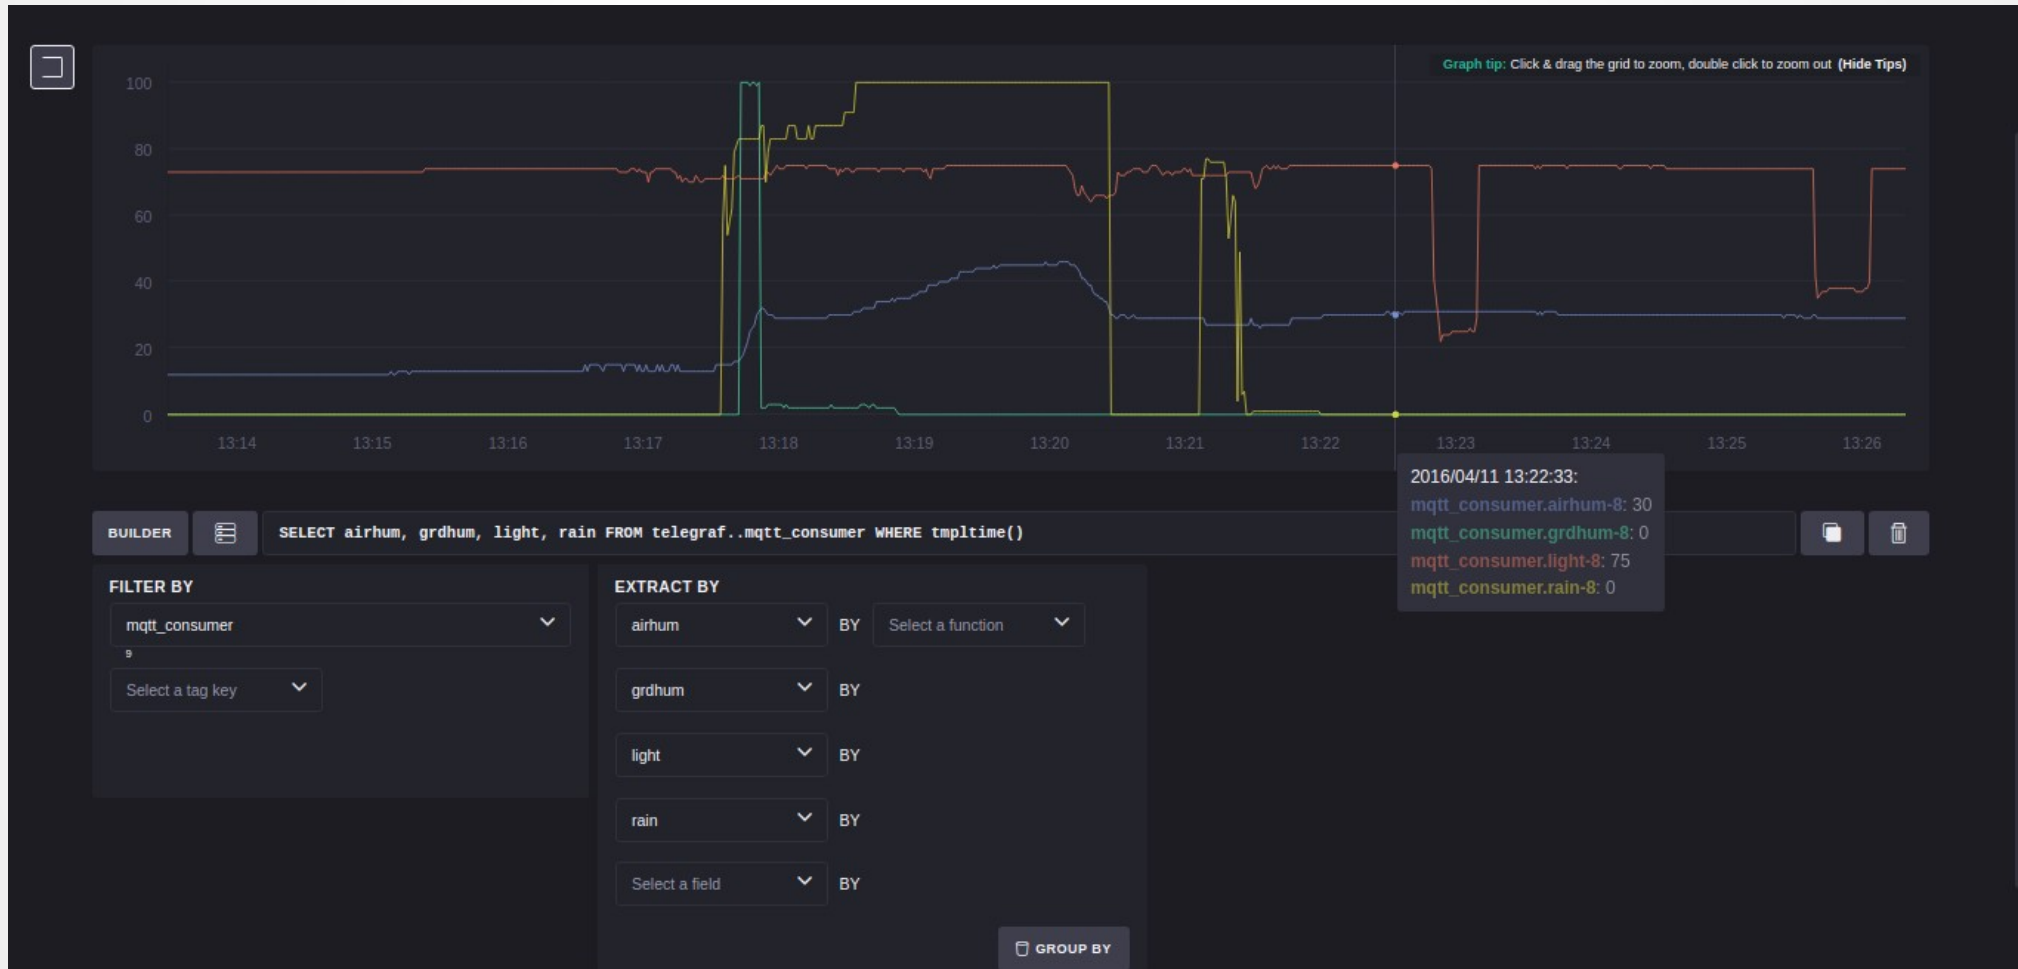 Graph tip: Click & drag the grid to zoom, double click to zoom out (Hide Tips)
100
80
60
40
20
0
13:14 13:15 13:16 13:17 13:18 13:19 13:20 13:21 13:22 13:23 13:24 13:25 13:26
2016/04/11 13:22:33:
mqtt_consumer.airhum-8: 30
mqtt_consumer.grdhum-8: 0
mqtt_consumer.light-8: 75
mqtt_consumer.rain-8: 0
BUILDER SELECT airhum, grdhum, light, rain FROM telegraf..mqtt_consumer WHERE tmpltime()
FILTER BY
mqtt_consumer
9
Select a tag key
EXTRACT BY
airhum BY Select a function
grdhum BY
light BY
rain BY
Select a field BY
GROUP BY